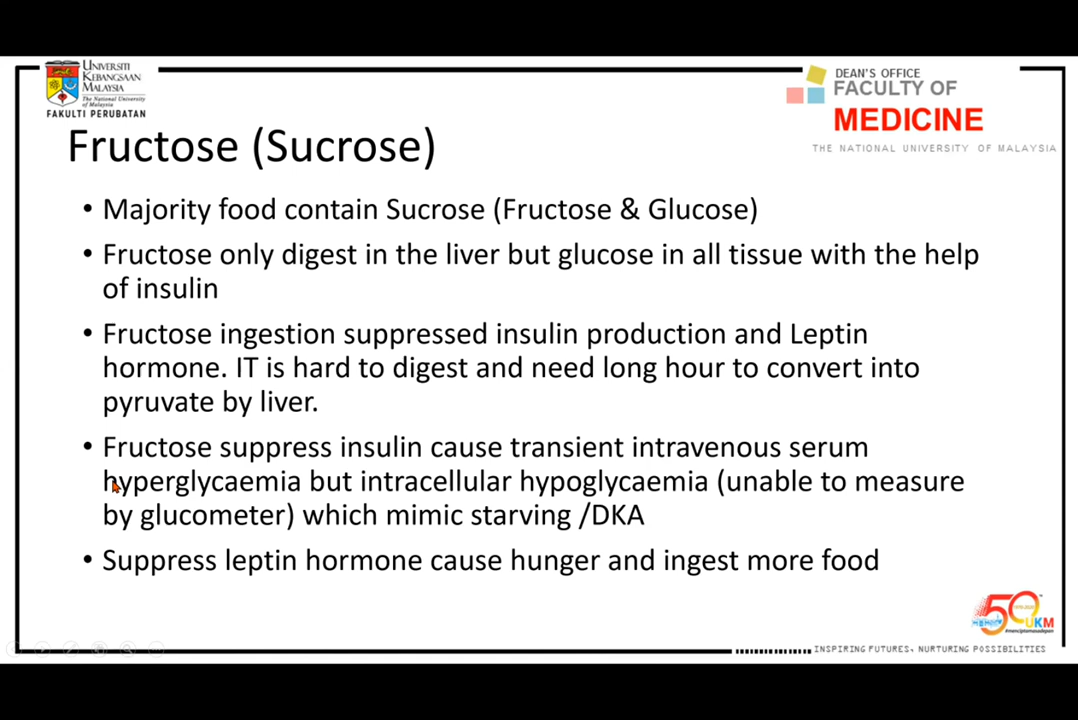 UNIVERSITI
KEBANGSAAN
MALAYSIA
The National University
of Malaysia
FAKULTI PERUBATAN
DEAN'S OFFICE
FACULTY OF
MEDICINE
THE NATIONAL UNIVERSITY OF MALAYSIA
Fructose (Sucrose)
• Majority food contain Sucrose (Fructose & Glucose)
• Fructose only digest in the liver but glucose in all tissue with the help
of insulin
• Fructose ingestion suppressed insulin production and Leptin
hormone. IT is hard to digest and need long hour to convert into
pyruvate by liver.
• Fructose suppress insulin cause transient intravenous serum
hyperglycaemia but intracellular hypoglycaemia (unable to measure
by glucometer) which mimic starving /DKA
• Suppress leptin hormone cause hunger and ingest more food
50
UKM
INSPIRING FUTURES, NURTURING POSSIBILITIES